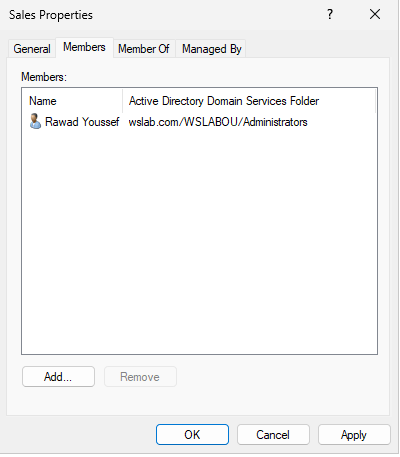 Sales Properties ?
General Members Member Of Managed By
Members:
Name Active Directory Domain Services Folder
Rawad Youssef wslab.com/WSLABOU/Administrators
Add... Remove
OK Cancel Apply